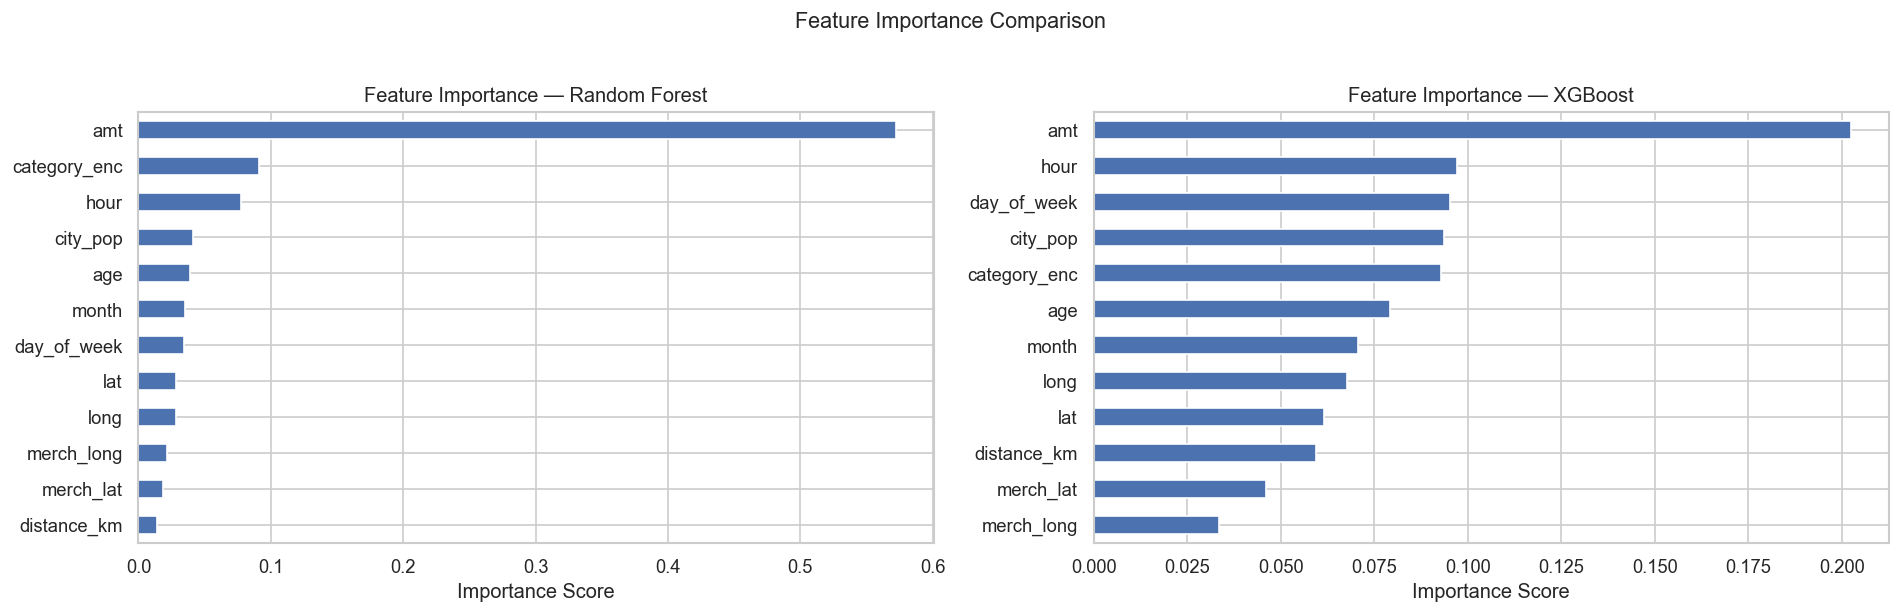 Feature Importance Comparison
Feature Importance — Random Forest
amt
category_enc
hour
city_pop
age
month
day_of_week
lat
long
merch_long
merch_lat
distance_km
0.0 0.1 0.2 0.3 0.4 0.5 0.6
Importance Score
Feature Importance — XGBoost
amt
hour
day_of_week
city_pop
category_enc
age
month
long
lat
distance_km
merch_lat
merch_long
0.000 0.025 0.050 0.075 0.100 0.125 0.150 0.175 0.200
Importance Score